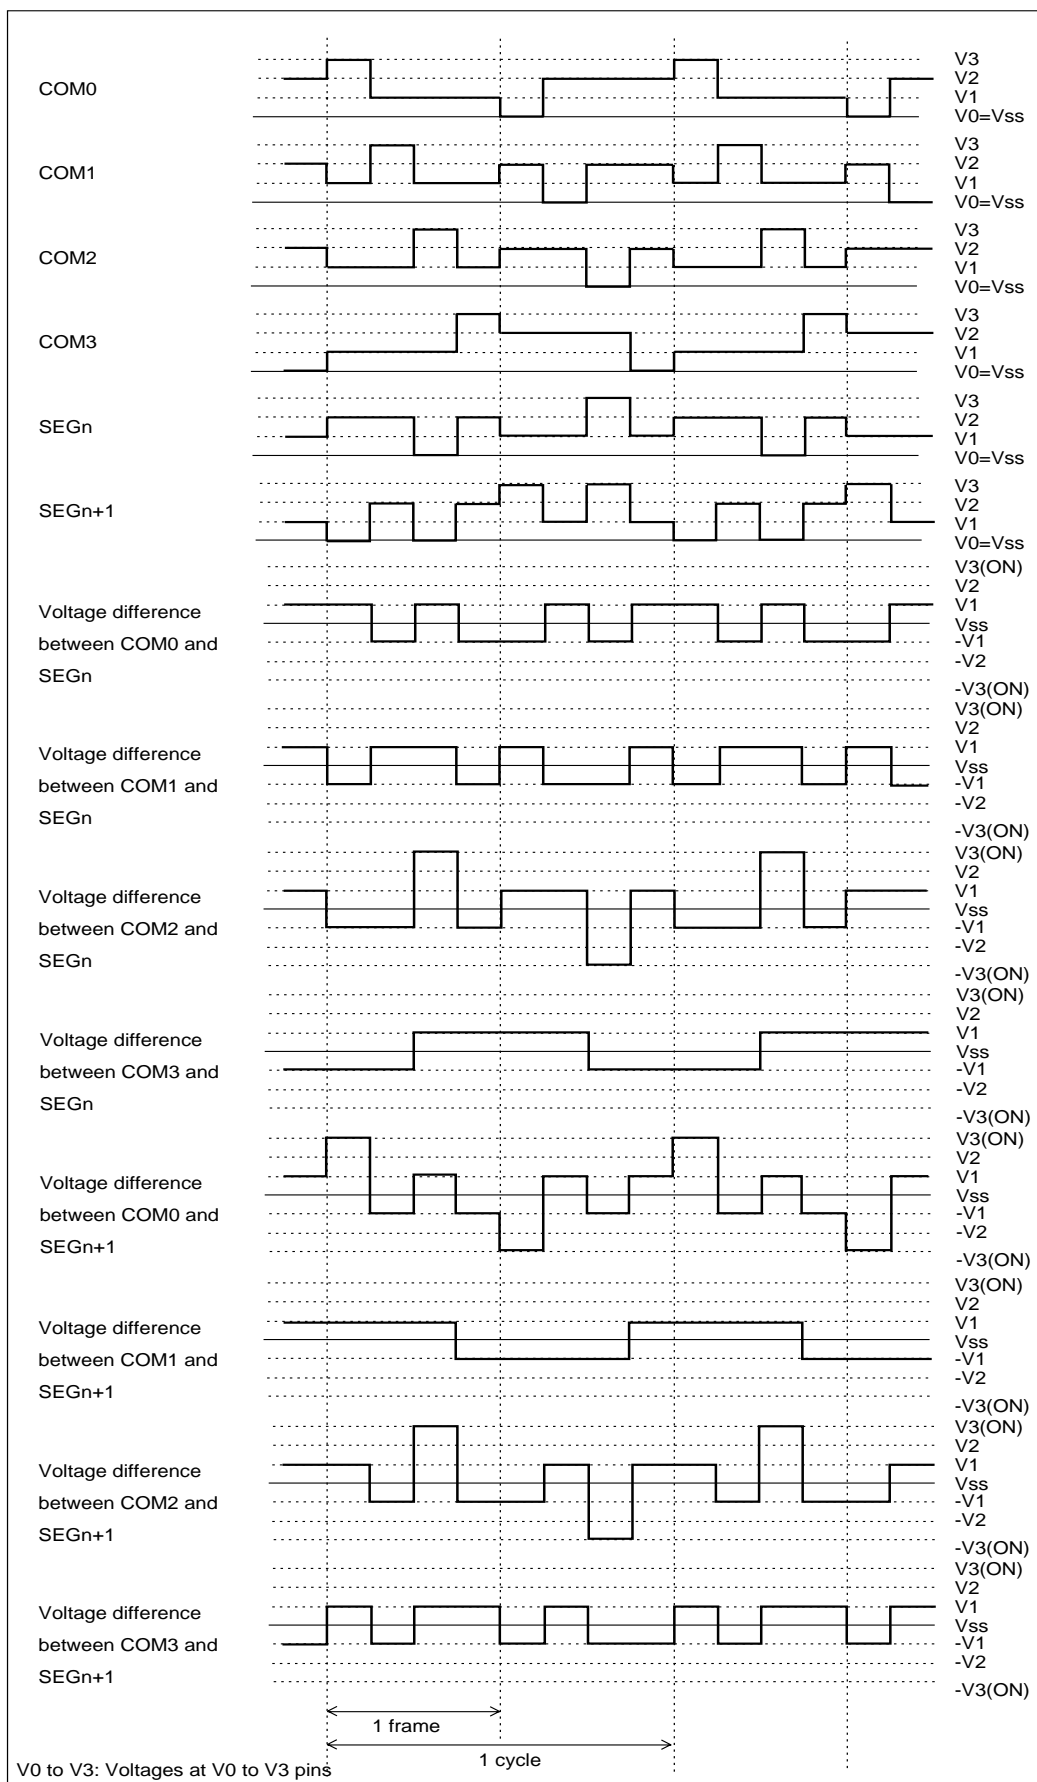 COM0
V3
V2
V1
V0=Vss
COM1
V3
V2
V1
V0=Vss
COM2
V3
V2
V1
V0=Vss
COM3
V3
V2
V1
V0=Vss
SEGn
V3
V2
V1
V0=Vss
SEGn+1
V3
V2
V1
V0=Vss
Voltage difference
between COM0 and
SEGn
V3(ON)
V2
V1
Vss
-V1
-V2
-V3(ON)
Voltage difference
between COM1 and
SEGn
V3(ON)
V2
V1
Vss
-V1
-V2
-V3(ON)
Voltage difference
between COM2 and
SEGn
V3(ON)
V2
V1
Vss
-V1
-V2
-V3(ON)
Voltage difference
between COM3 and
SEGn
V3(ON)
V2
V1
Vss
-V1
-V2
-V3(ON)
Voltage difference
between COM0 and
SEGn+1
V3(ON)
V2
V1
Vss
-V1
-V2
-V3(ON)
Voltage difference
between COM1 and
SEGn+1
V3(ON)
V2
V1
Vss
-V1
-V2
-V3(ON)
Voltage difference
between COM2 and
SEGn+1
V3(ON)
V2
V1
Vss
-V1
-V2
-V3(ON)
Voltage difference
between COM3 and
SEGn+1
V3(ON)
V2
V1
Vss
-V1
-V2
-V3(ON)
1 frame
1 cycle
V0 to V3: Voltages at V0 to V3 pins